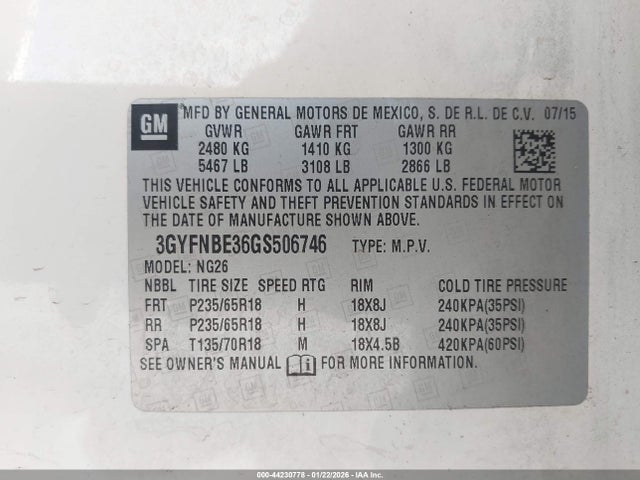 GM
MFD BY GENERAL MOTORS DE MEXICO, S. DE R.L. DE C.V. 07/15
GVWR GAWR FRT GAWR RR
2480 KG 1410 KG 1300 KG
5467 LB 3108 LB 2866 LB
THIS VEHICLE CONFORMS TO ALL APPLICABLE U.S. FEDERAL MOTOR
VEHICLE SAFETY AND THEFT PREVENTION STANDARDS IN EFFECT ON
THE DATE OF MANUFACTURE SHOWN ABOVE.
3GYFNBE36GS506746 TYPE: M.P.V.
MODEL: NG26
NBBL TIRE SIZE SPEED RTG RIM COLD TIRE PRESSURE
FRT P235/65R18 H 18X8J 240KPA(35PSI)
RR P235/65R18 H 18X8J 240KPA(35PSI)
SPA T135/70R18 M 18X4.5B 420KPA(60PSI)
SEE OWNER'S MANUAL i FOR MORE INFORMATION.
000-44230778 - 01/22/2026 - IAA Inc.